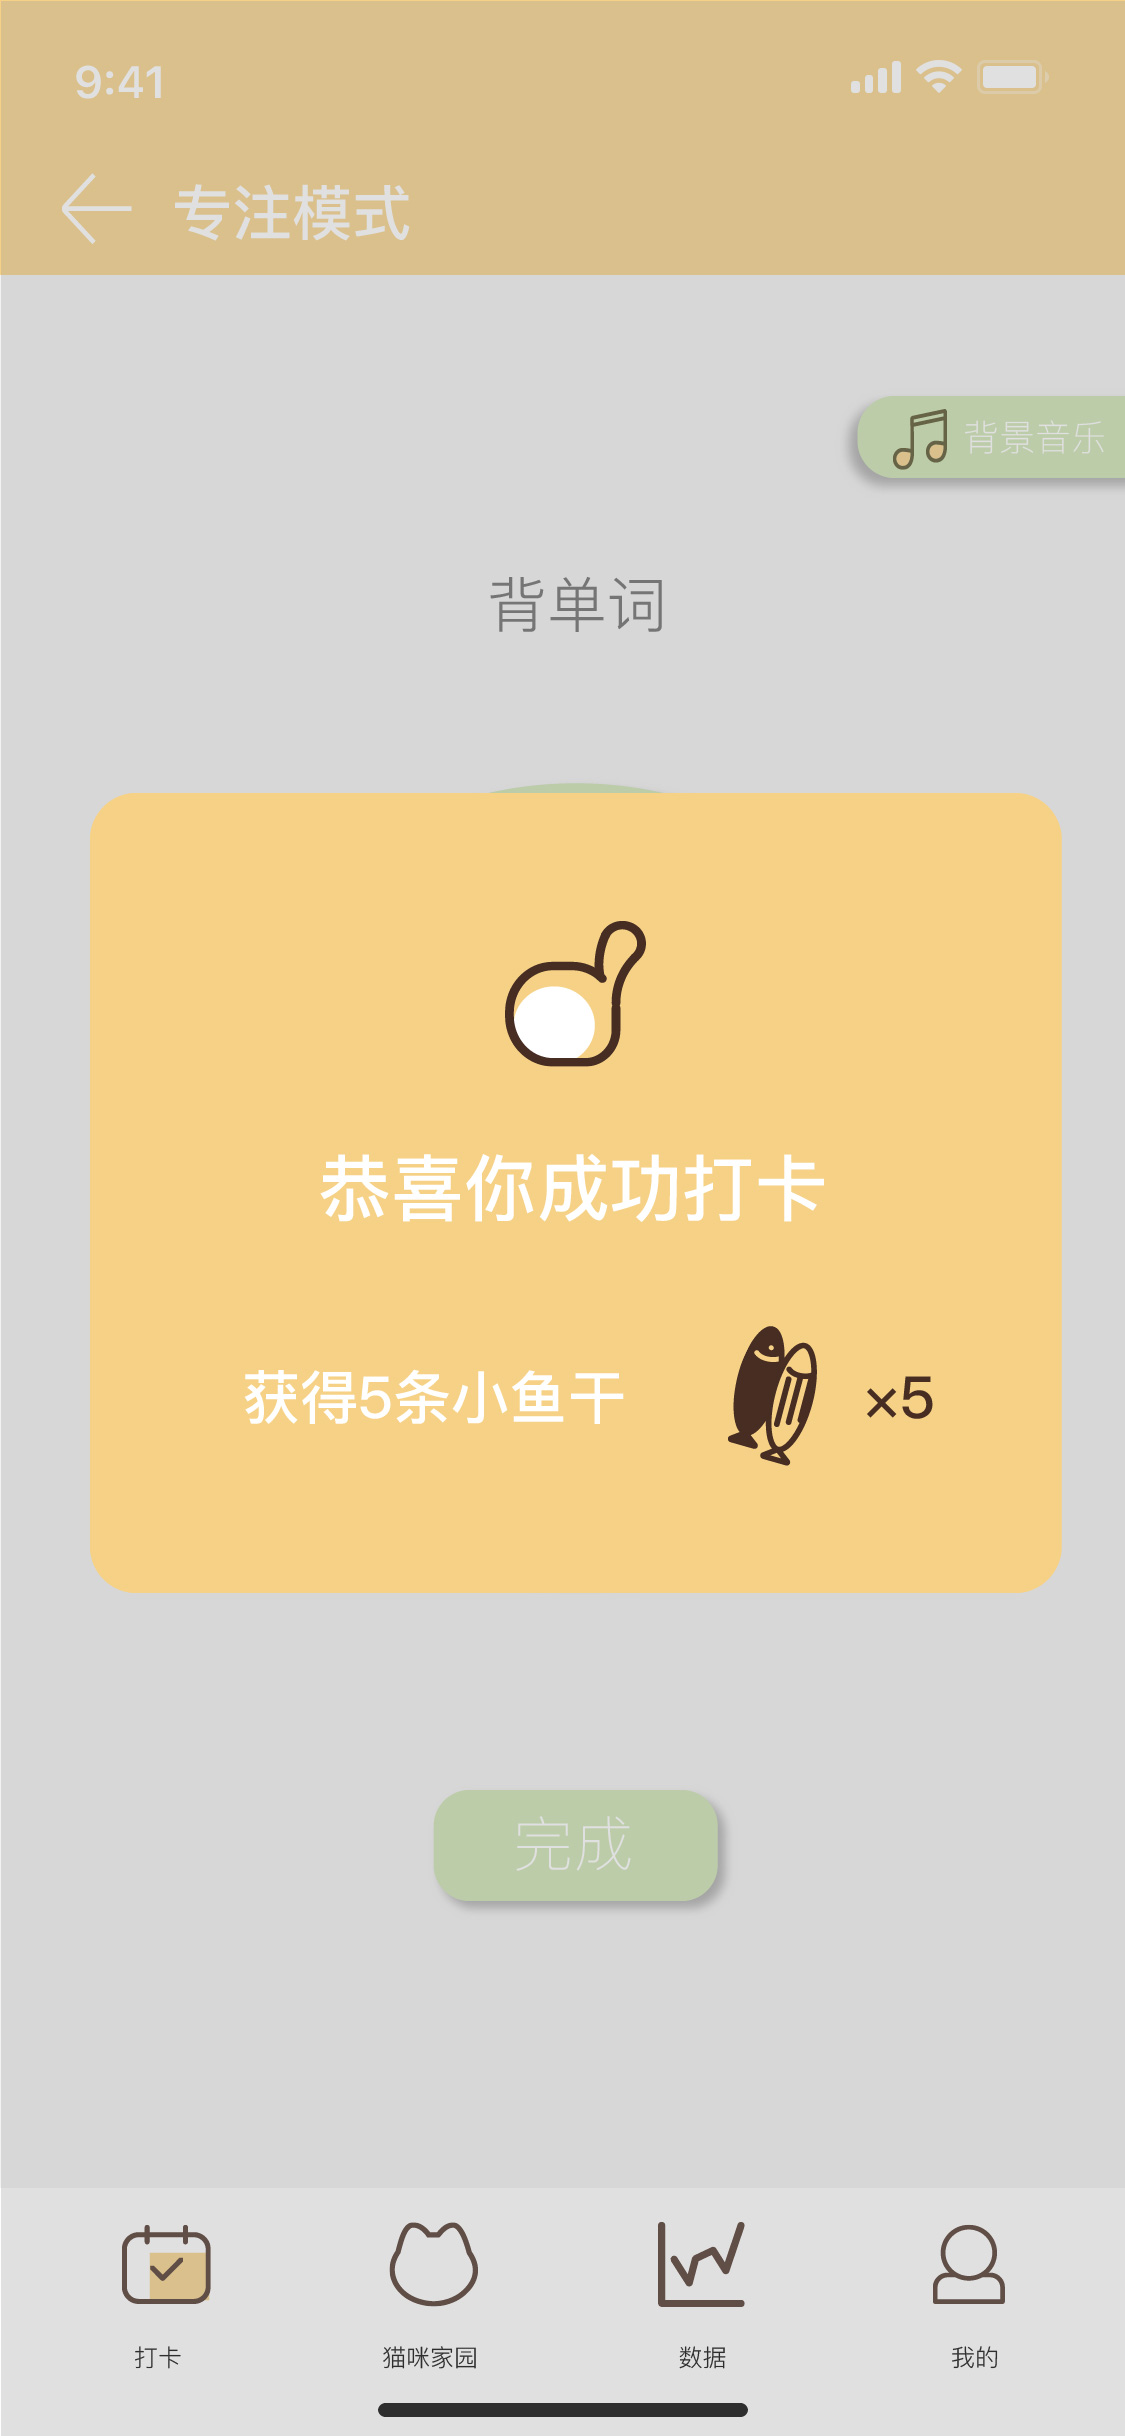 9:41
专注模式
背景音乐
背单词
恭喜你成功打卡
获得5条小鱼干 ×5
完成
打卡 猫咪家园 数据 我的